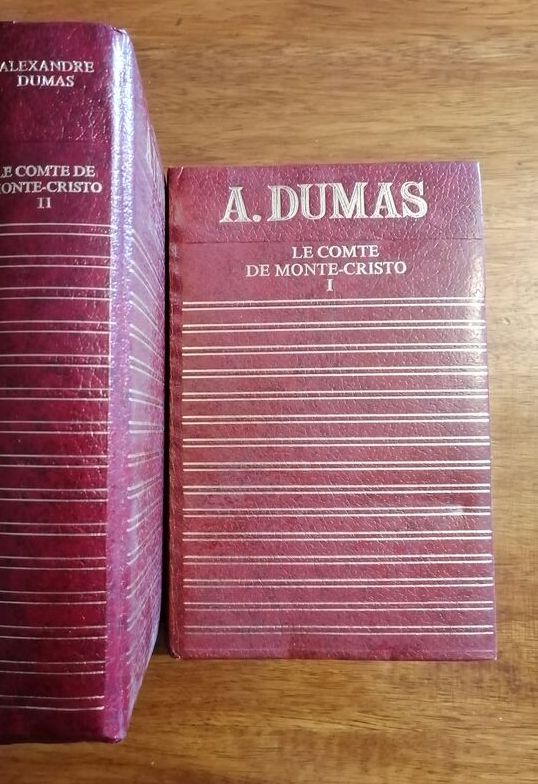 ALEXANDRE
DUMAS
LE COMTE DE
MONTE-CRISTO
II
A. DUMAS
LE COMTE
DE MONTE-CRISTO
I